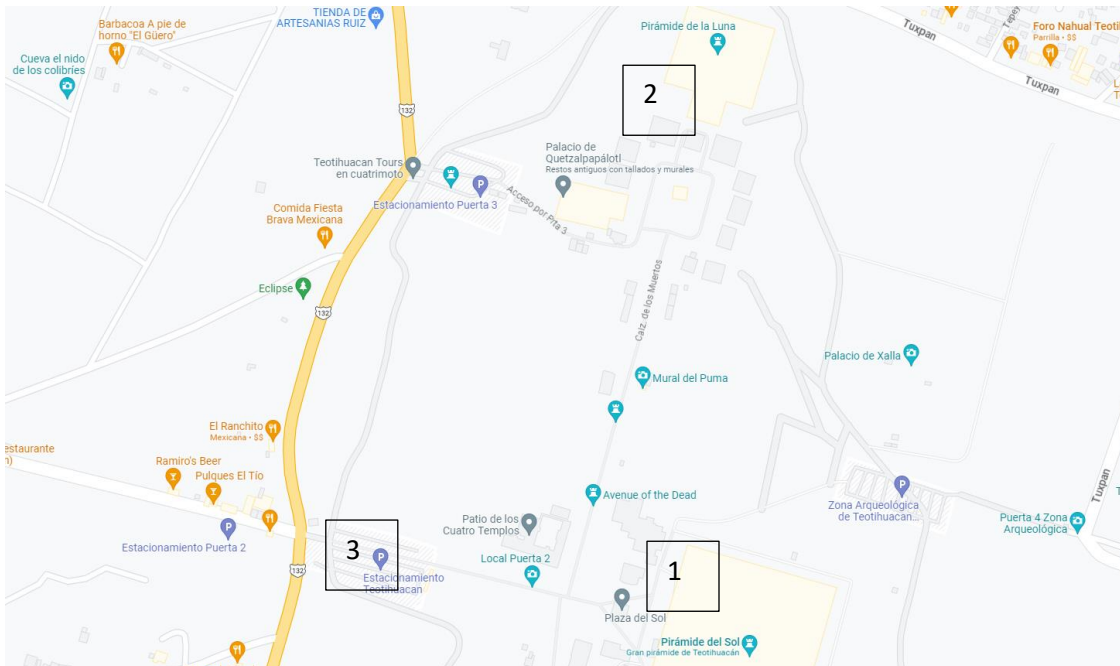 TIENDA DE
ARTESANIAS RUIZ
Barbacoa A pie de
horno "El Güero"
Cueva el nido
de los colibríes
Pirámide de la Luna
Tuxpan
Foro Nahual Teoti
Parrilla • $$
Tuxpan
132
2
Teotihuacan Tours
en cuatrimoto
Palacio de
Quetzalpapálotl
Restos antiguos con tallados y murales
Estacionamiento Puerta 3
Acceso por Prta 3
Comida Fiesta
Brava Mexicana
Eclipse
132
Calz. de los Muertos
Palacio de Xalla
Mural del Puma
El Ranchito
Mexicana • $$
estaurante
Ramiro's Beer
Pulques El Tío
Avenue of the Dead
Zona Arqueológica
de Teotihuacan...
Tuxpan
Puerta 4 Zona
Arqueológica
Patio de los
Cuatro Templos
Estacionamiento Puerta 2
3
Local Puerta 2
132
Estacionamiento
Teotihuacan
1
Plaza del Sol
Pirámide del Sol
Gran pirámide de Teotihuacán